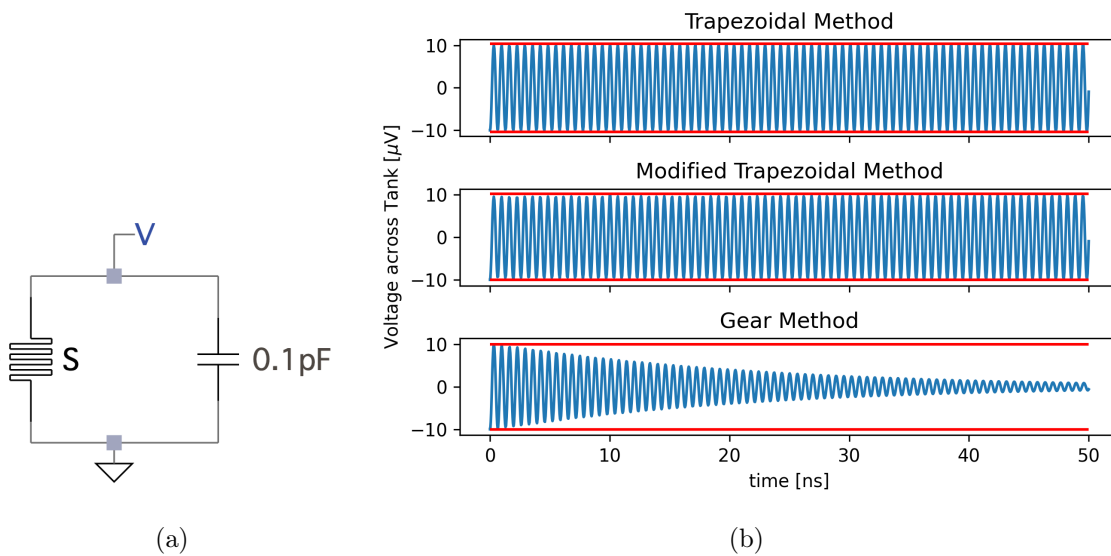 V
S
0.1pF
(a)
Trapezoidal Method
10
0
−10
Modified Trapezoidal Method
10
0
−10
Gear Method
10
0
−10
Voltage across Tank [μV]
0 10 20 30 40 50
time [ns]
(b)